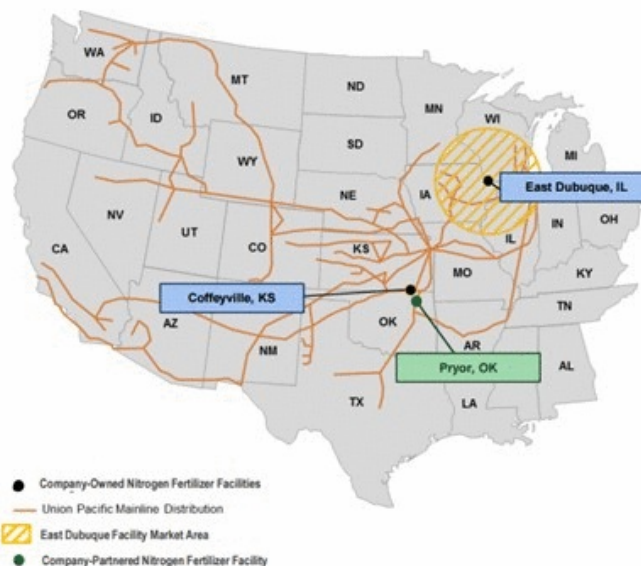 WA
MT
ND
MN
OR
ID
WI
SD
MI
WY
IA
NE
East Dubuque, IL
NV
OH
UT
IL
IN
CA
CO
KS
MO
KY
Coffeyville, KS
TN
AZ
OK
NM
AR
AL
Pryor, OK
TX
LA
Company-Owned Nitrogen Fertilizer Facilities
Union Pacific Mainline Distribution
East Dubuque Facility Market Area
Company-Partnered Nitrogen Fertilizer Facility